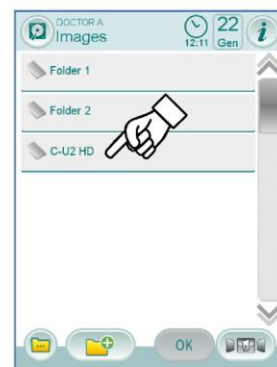 DOCTOR A
Images
12:11
22
Gen
i
Folder 1
Folder 2
C-U2 HD
OK